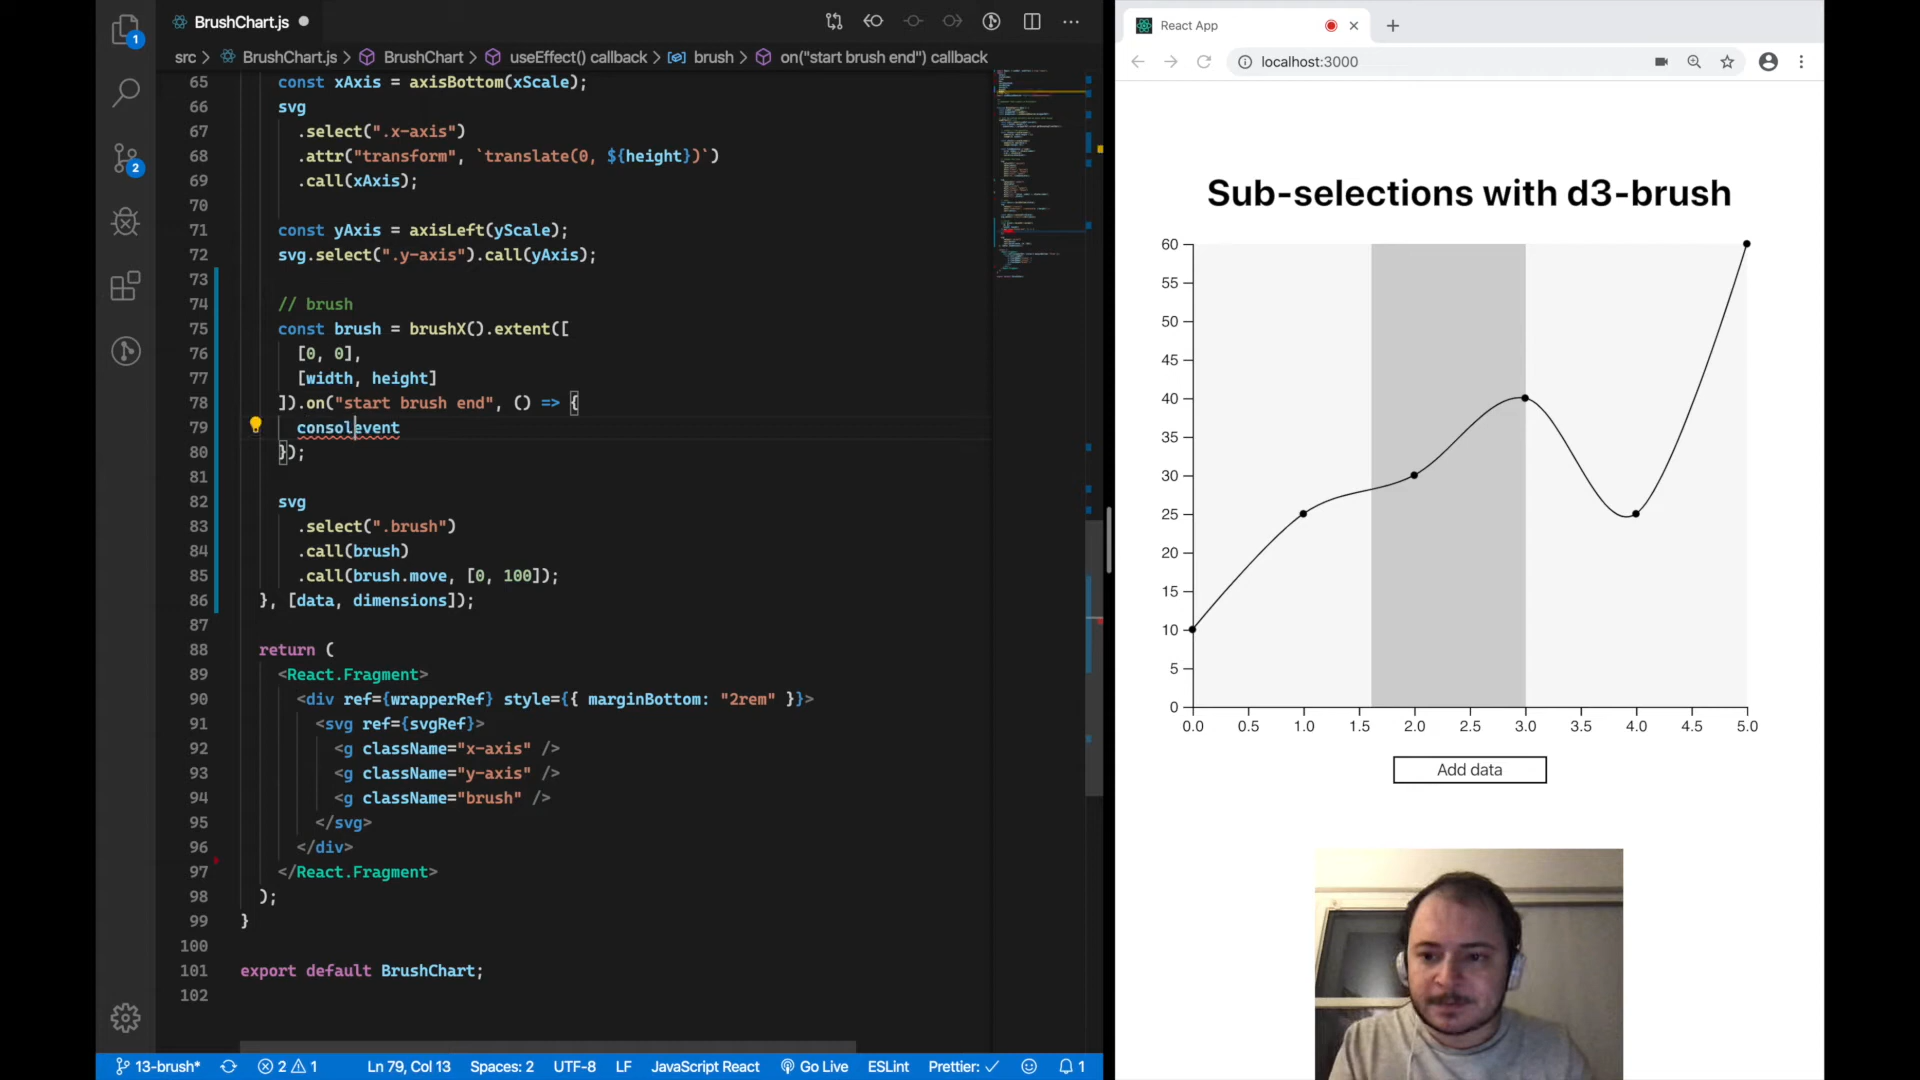 BrushChart.js
src > BrushChart.js > BrushChart > useEffect() callback > brush > on("start brush end") callback
65 const xAxis = axisBottom(xScale);
66 svg
67 .select(".x-axis")
68 .attr("transform", `translate(0, ${height})`)
69 .call(xAxis);
70
71 const yAxis = axisLeft(yScale);
72 svg.select(".y-axis").call(yAxis);
73
74 // brush
75 const brush = brushX().extent([
76 [0, 0],
77 [width, height]
78 ]).on("start brush end", () => {
79 consolevent
80 });
81
82 svg
83 .select(".brush")
84 .call(brush)
85 .call(brush.move, [0, 100]);
86 }, [data, dimensions]);
87
88 return (
89 <React.Fragment>
90 <div ref={wrapperRef} style={{ marginBottom: "2rem" }}>
91 <svg ref={svgRef}>
92 <g className="x-axis" />
93 <g className="y-axis" />
94 <g className="brush" />
95 </svg>
96 </div>
97 </React.Fragment>
98 );
99 }
100
101 export default BrushChart;
102
1
2
13-brush* 2 1 Ln 79, Col 13 Spaces: 2 UTF-8 LF JavaScript React Go Live ESLint Prettier: ✓ 1
React App
localhost:3000
Sub-selections with d3-brush
60
55
50
45
40
35
30
25
20
15
10
5
0
0.0 0.5 1.0 1.5 2.0 2.5 3.0 3.5 4.0 4.5 5.0
Add data